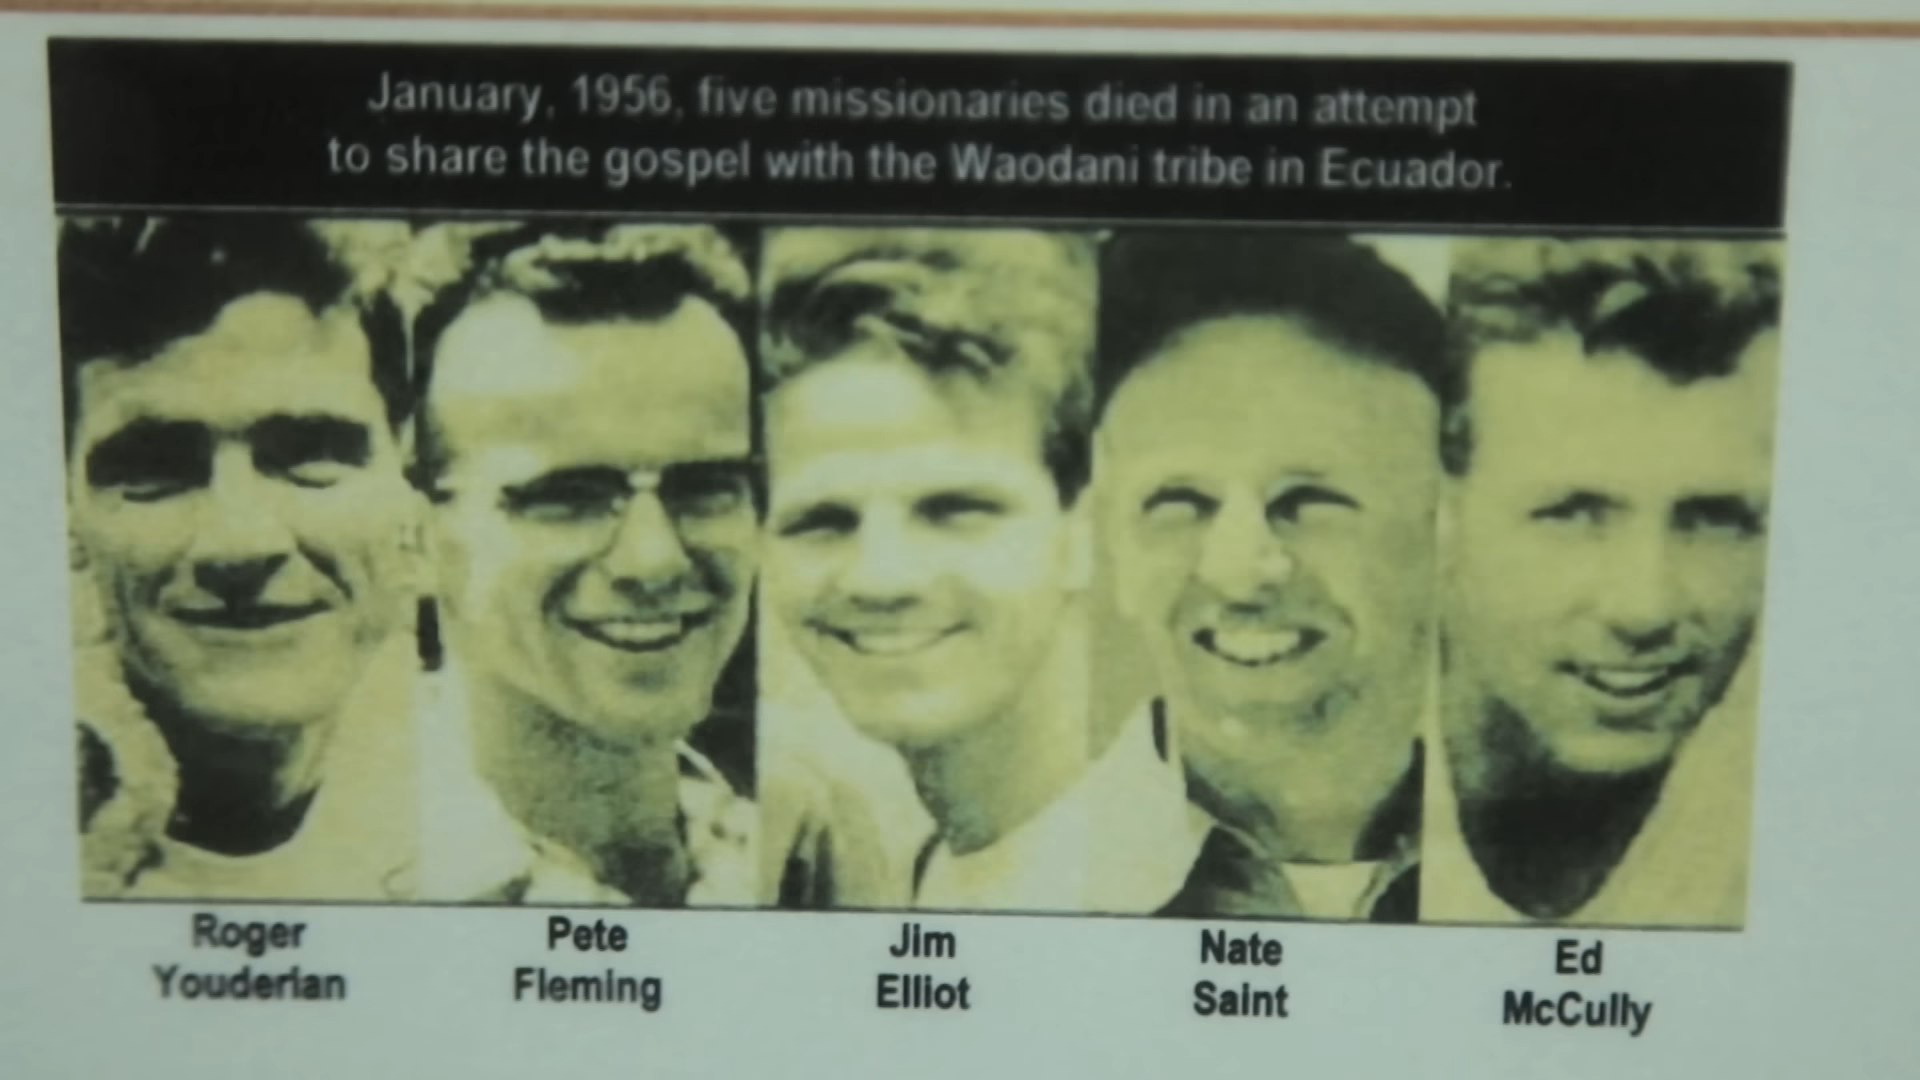 January, 1956, five missionaries died in an attempt
to share the gospel with the Waodani tribe in Ecuador.
Roger
Youderian
Pete
Fleming
Jim
Elliot
Nate
Saint
Ed
McCully